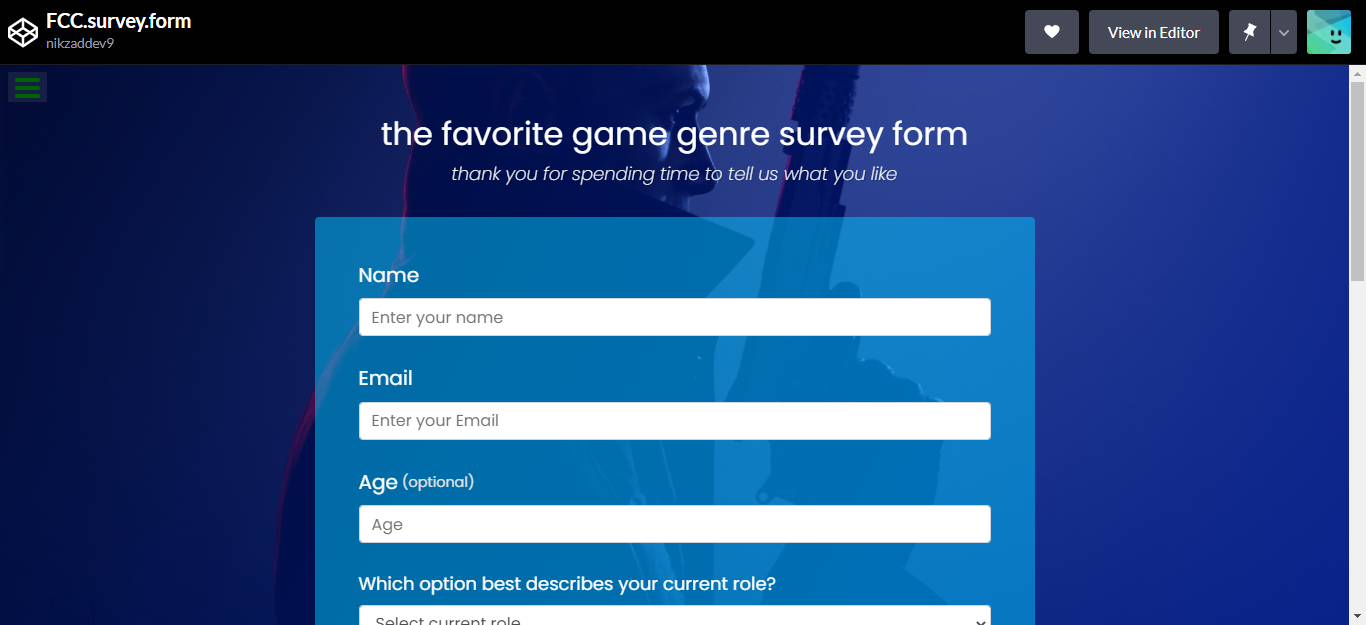 FCC.survey.form
nikzaddev9
View in Editor
the favorite game genre survey form
thank you for spending time to tell us what you like
Name
Enter your name
Email
Enter your Email
Age (optional)
Age
Which option best describes your current role?
Select current role